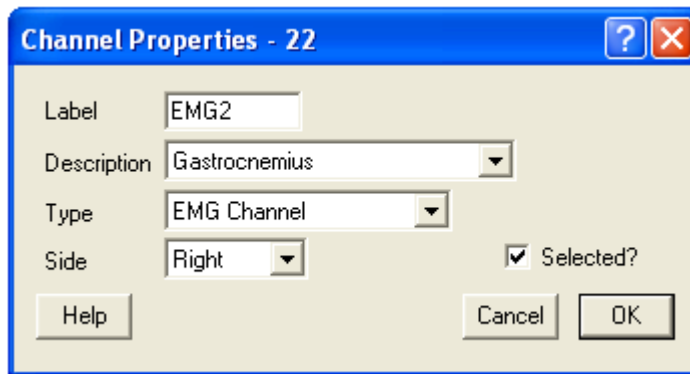 Channel Properties - 22
Label EMG2
Description Gastrocnemius
Type EMG Channel
Side Right Selected?
Help Cancel OK